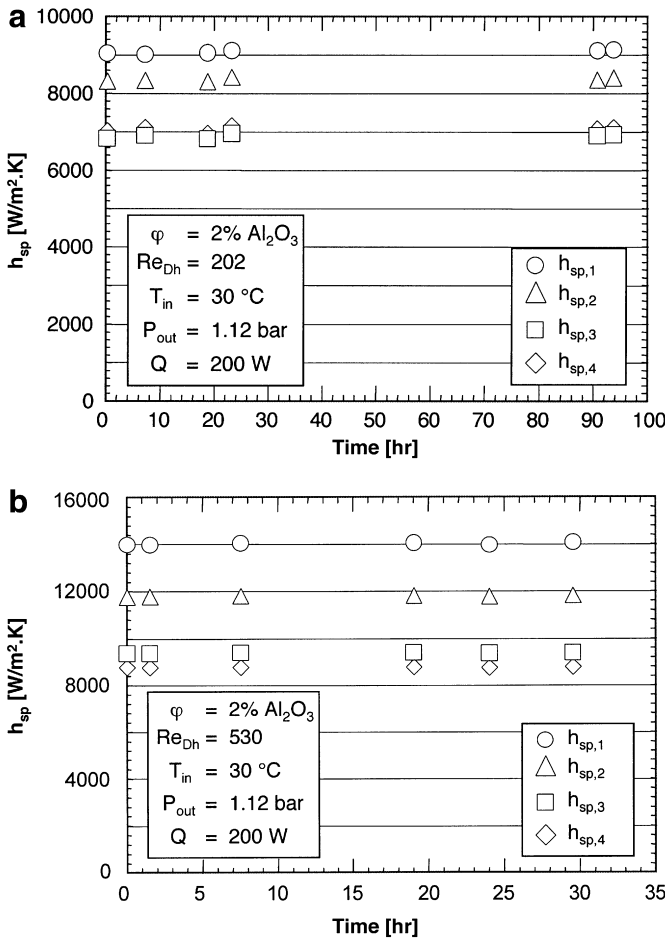 a
10000
8000
6000
4000
2000
0
h_sp [W/m².K]
φ = 2% Al₂O₃
Re_Dh = 202
T_in = 30 °C
P_out = 1.12 bar
Q = 200 W
h_sp,1
h_sp,2
h_sp,3
h_sp,4
0 10 20 30 40 50 60 70 80 90 100
Time [hr]
b
16000
12000
8000
4000
0
h_sp [W/m².K]
φ = 2% Al₂O₃
Re_Dh = 530
T_in = 30 °C
P_out = 1.12 bar
Q = 200 W
h_sp,1
h_sp,2
h_sp,3
h_sp,4
0 5 10 15 20 25 30 35
Time [hr]